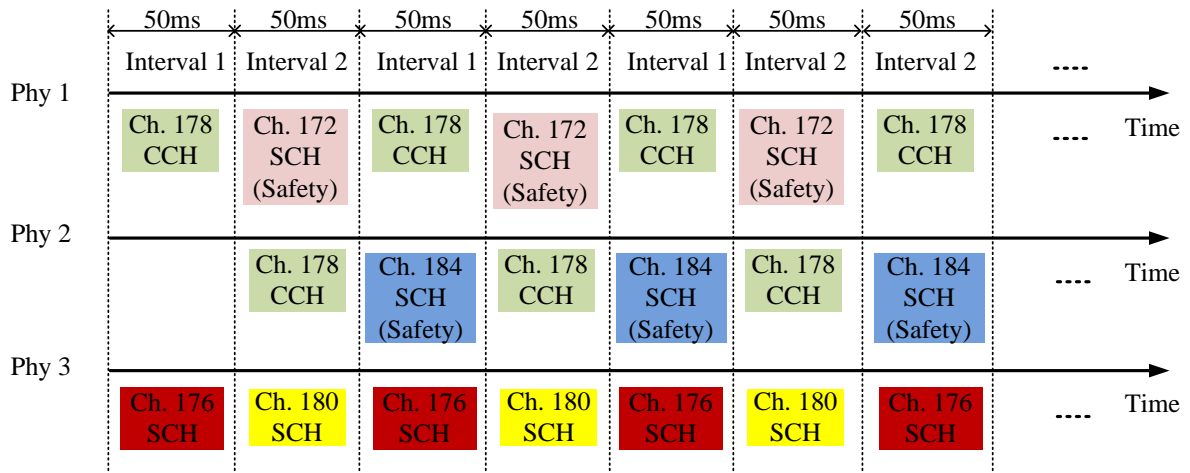 50ms 50ms 50ms 50ms 50ms 50ms 50ms
Interval 1 Interval 2 Interval 1 Interval 2 Interval 1 Interval 2 Interval 2 ----
Phy 1
Ch. 178 Ch. 172 Ch. 178 Ch. 172 Ch. 178 Ch. 172 Ch. 178 ---- Time
CCH SCH CCH SCH CCH SCH CCH
(Safety) (Safety) (Safety)
Phy 2
Ch. 178 Ch. 184 Ch. 178 Ch. 184 Ch. 178 Ch. 184 ---- Time
CCH SCH CCH SCH CCH SCH
(Safety) (Safety) (Safety)
Phy 3
Ch. 176 Ch. 180 Ch. 176 Ch. 180 Ch. 176 Ch. 180 Ch. 176 ---- Time
SCH SCH SCH SCH SCH SCH SCH